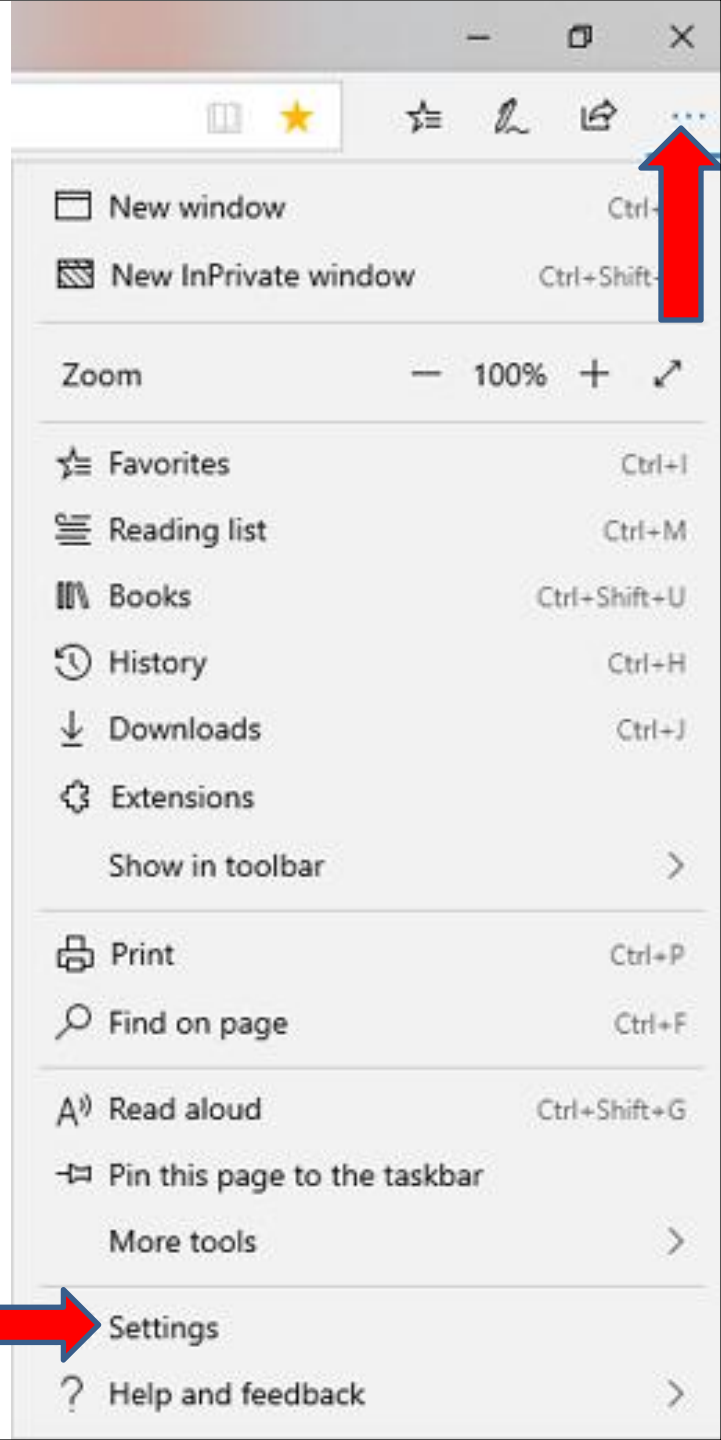 New window Ctrl+
New InPrivate window Ctrl+Shift+
Zoom — 100% +
Favorites Ctrl+I
Reading list Ctrl+M
Books Ctrl+Shift+U
History Ctrl+H
Downloads Ctrl+J
Extensions
Show in toolbar
Print Ctrl+P
Find on page Ctrl+F
Read aloud Ctrl+Shift+G
Pin this page to the taskbar
More tools
Settings
? Help and feedback